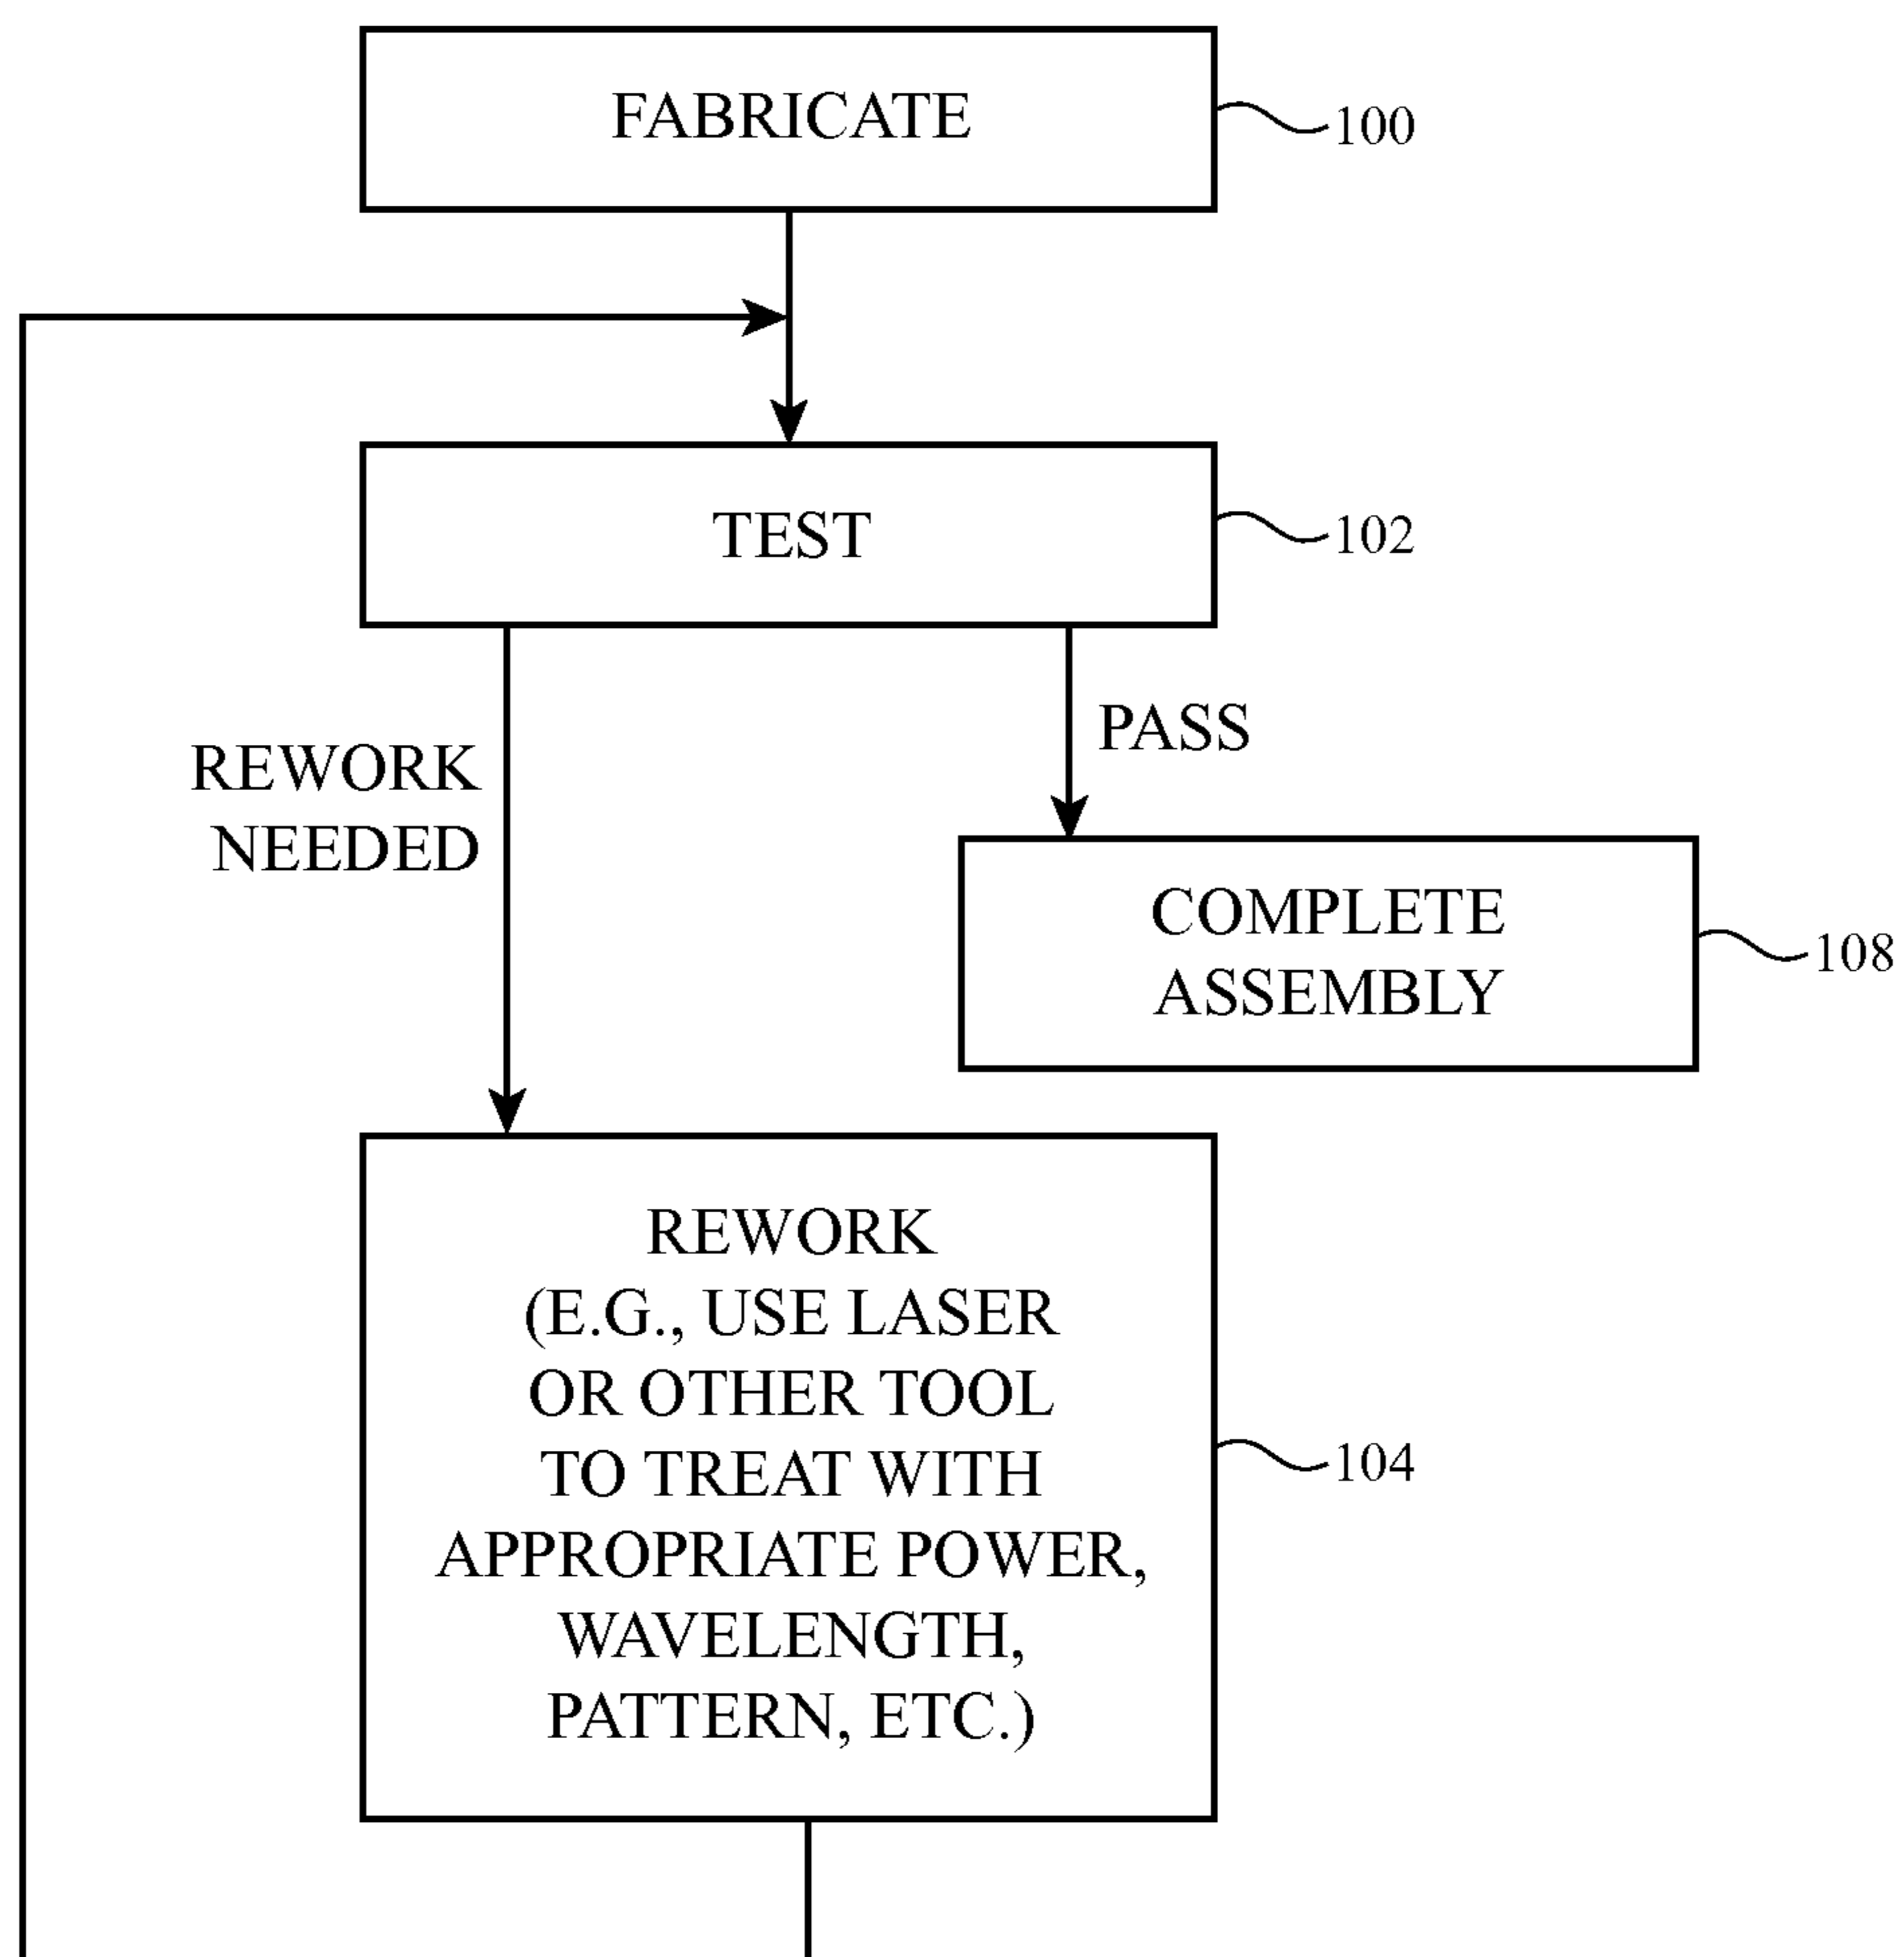 FABRICATE
100
TEST
102
REWORK
NEEDED
PASS
COMPLETE
ASSEMBLY
108
REWORK
(E.G., USE LASER
OR OTHER TOOL
TO TREAT WITH
APPROPRIATE POWER,
WAVELENGTH,
PATTERN, ETC.)
104